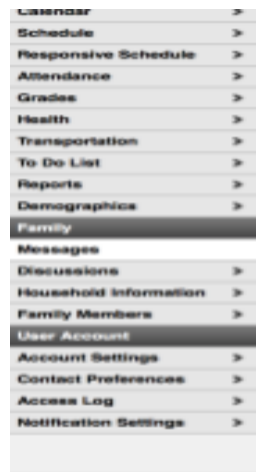 Calendar >
Schedule >
Responsive Schedule >
Attendance >
Grades >
Health >
Transportation >
To Do List >
Reports >
Demographics >
Family
Messages
Discussions >
Household Information >
Family Members >
User Account
Account Settings >
Contact Preferences >
Access Log >
Notification Settings >